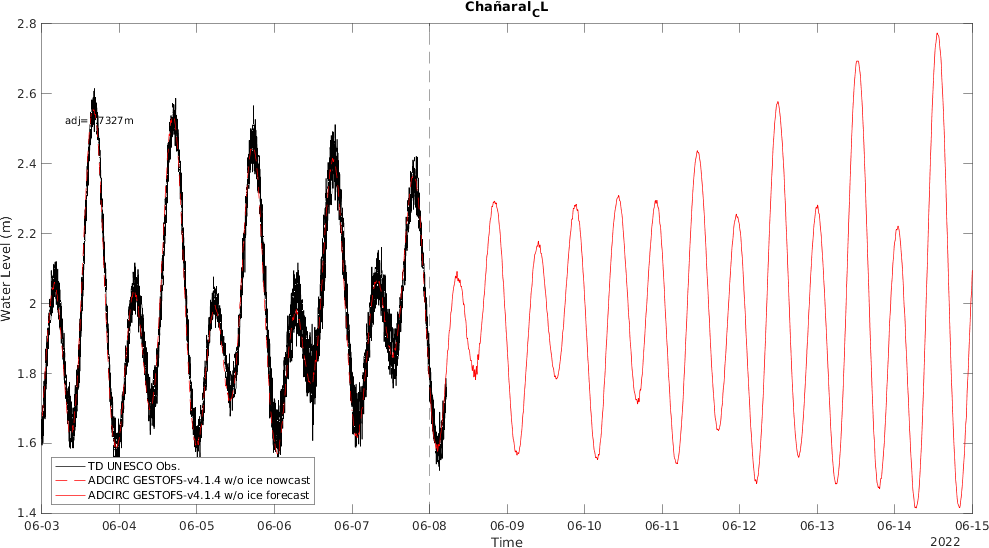 Chañaral_CL
2.8
2.6
2.4
2.2
2
1.8
1.6
1.4
Water Level (m)
adj= 7327m
TD UNESCO Obs.
ADCIRC GESTOFS-v4.1.4 w/o ice nowcast
ADCIRC GESTOFS-v4.1.4 w/o ice forecast
06-03 06-04 06-05 06-06 06-07 06-08 06-09 06-10 06-11 06-12 06-13 06-14 06-15
Time
2022